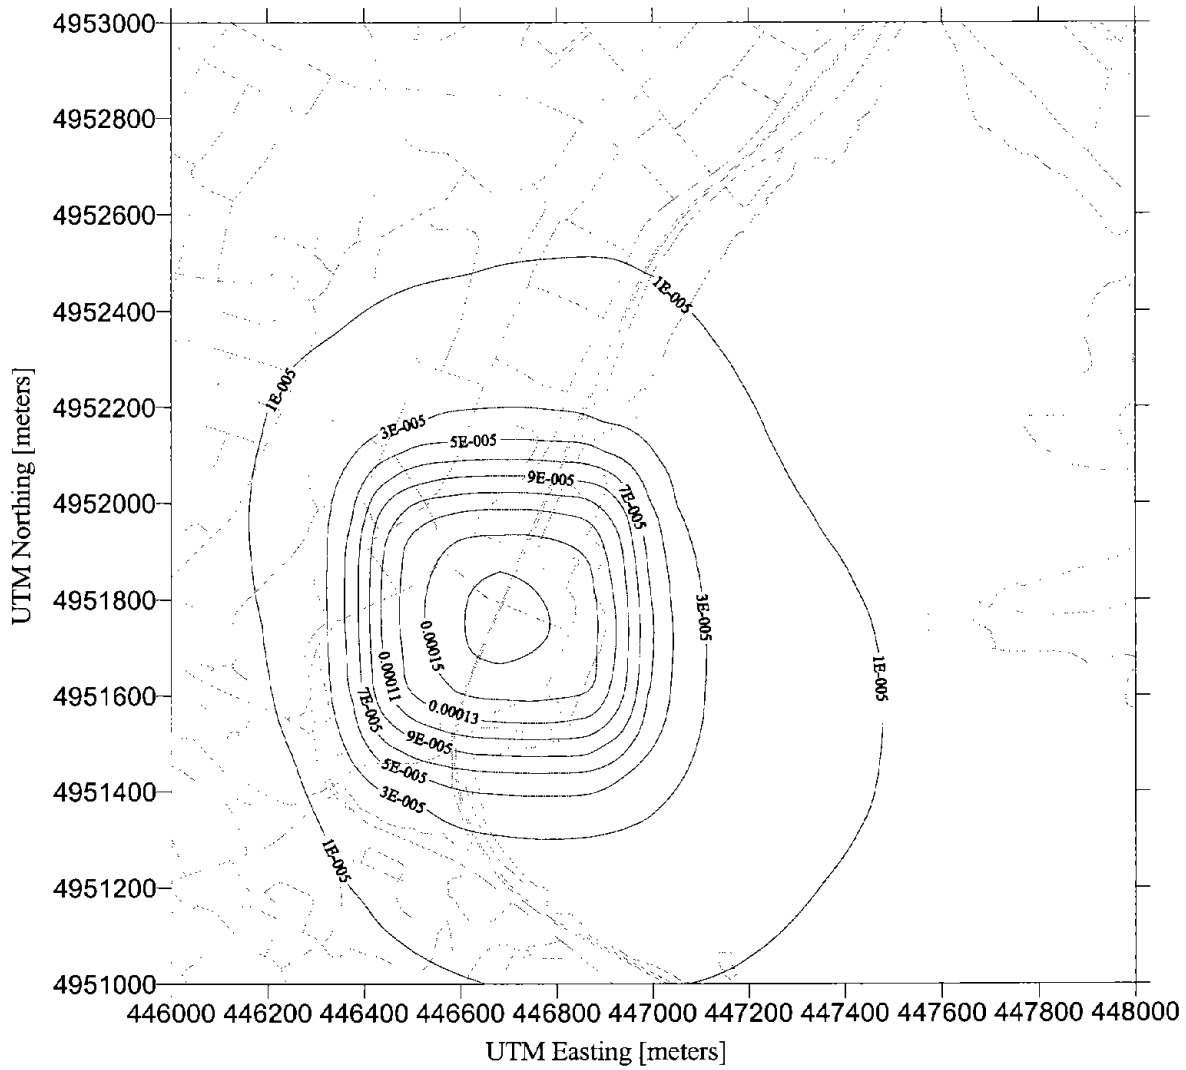 4953000
4952800
4952600
4952400
4952200
4952000
4951800
4951600
4951400
4951200
4951000
UTM Northing [meters]
1E-005
1E-005
3E-005
5E-005
9E-005
7E-005
3E-005
1E-005
0.00015
0.00011
0.00013
7E-005
9E-005
5E-005
3E-005
1E-005
446000 446200 446400 446600 446800 447000 447200 447400 447600 447800 448000
UTM Easting [meters]